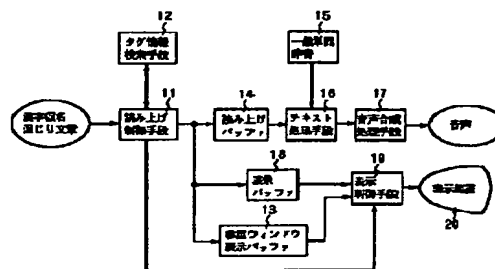 12
タグ情報
検索手段
15
一般単語
辞書
漢字仮名
混じり文章
11
読み上げ
制御手段
14
読み上げ
バッファ
16
テキスト
処理手段
17
音声合成
処理手段
音声
18
バッファ
19
表示
制御手段
13
ウィンドウ
表示バッファ
表示装置
20